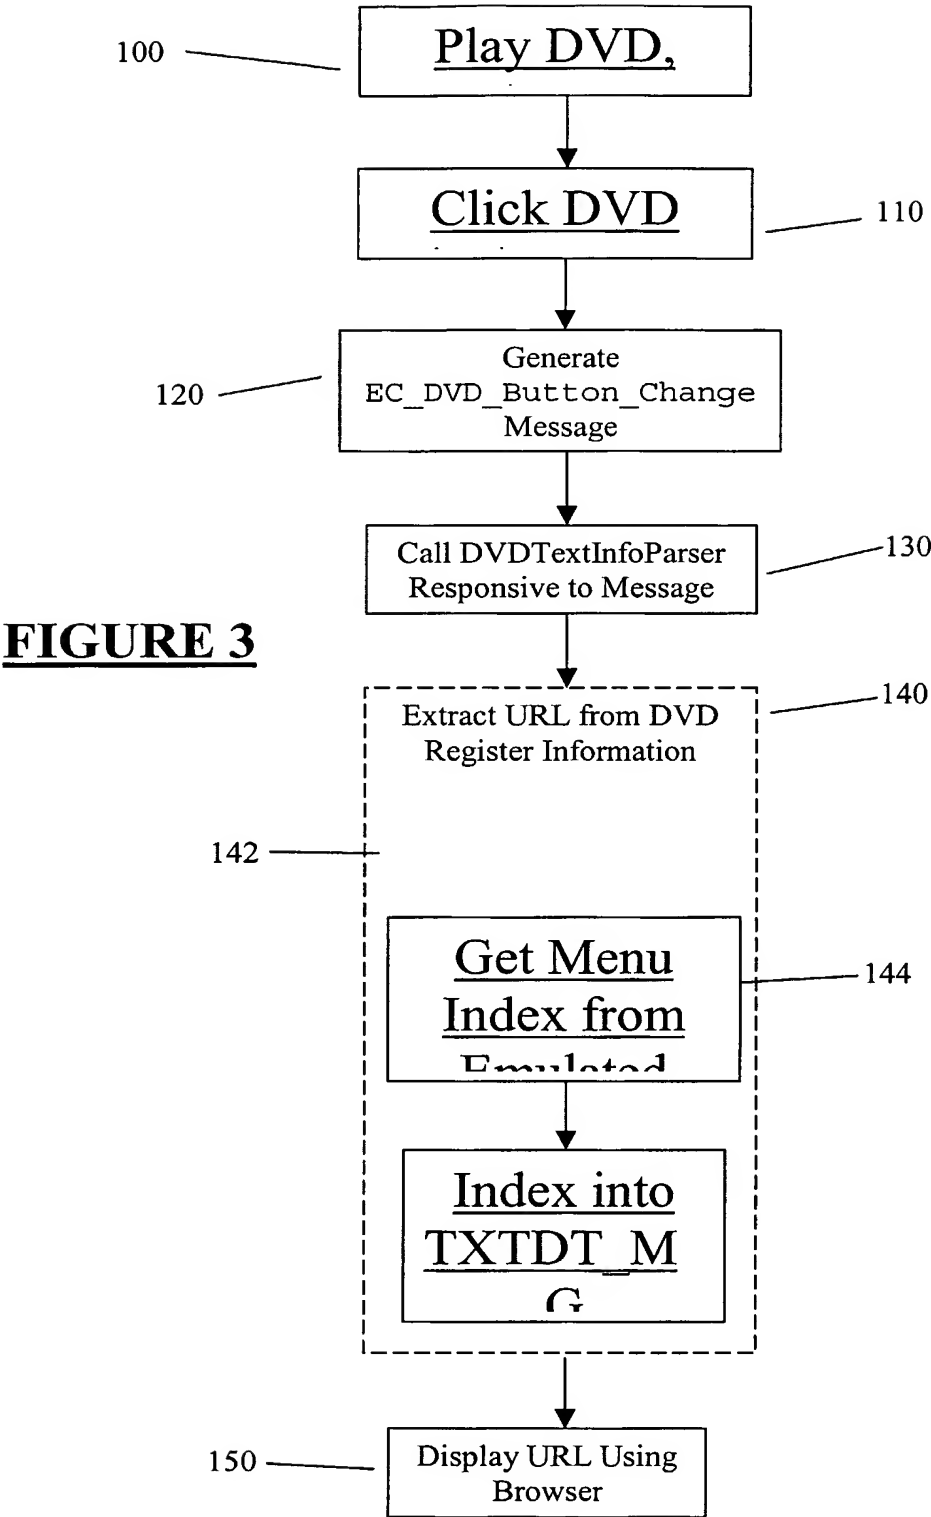 Play DVD,
100
Click DVD
110
Generate
EC_DVD_Button_Change
Message
120
Call DVDTextInfoParser
Responsive to Message
130
FIGURE 3
Extract URL from DVD
Register Information
140
142
Get Menu
Index from
Emulated
144
Index into
TXTDT_M
G
Display URL Using
Browser
150